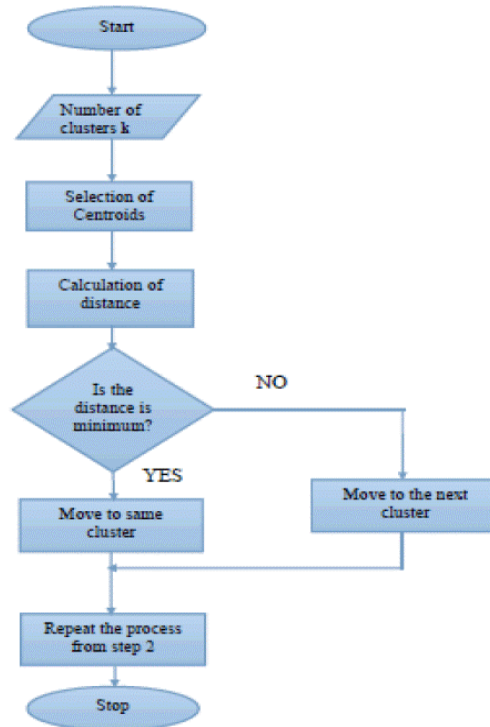 Start
Number of
clusters k
Selection of
Centroids
Calculation of
distance
Is the
distance is
minimum?
NO
YES
Move to same
cluster
Move to the next
cluster
Repeat the process
from step 2
Stop